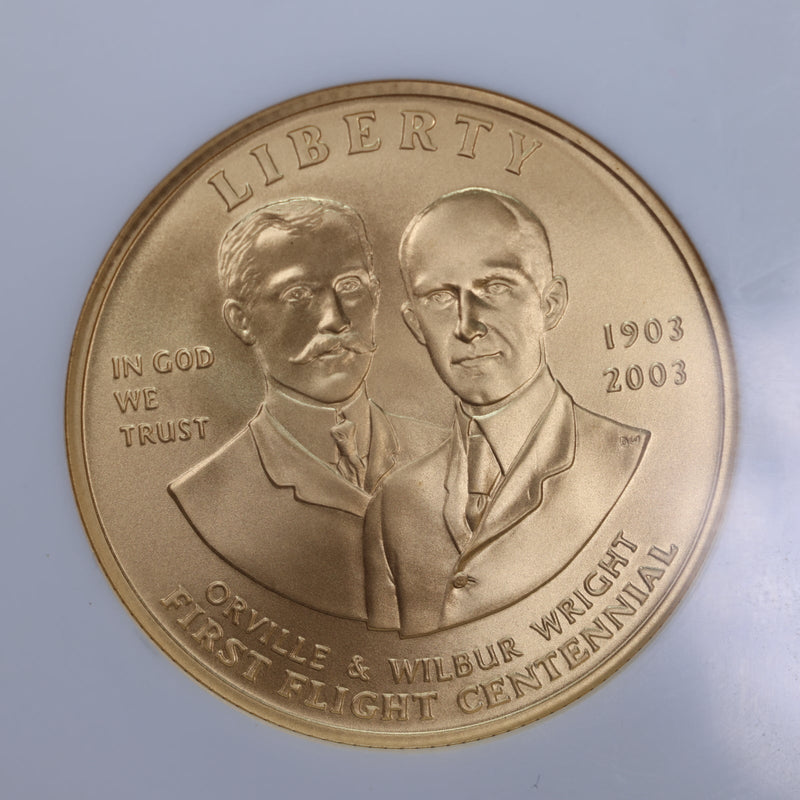 LIBERTY
IN GOD
WE
TRUST
1903
2003
ORVILLE & WILBUR WRIGHT
FIRST FLIGHT CENTENNIAL